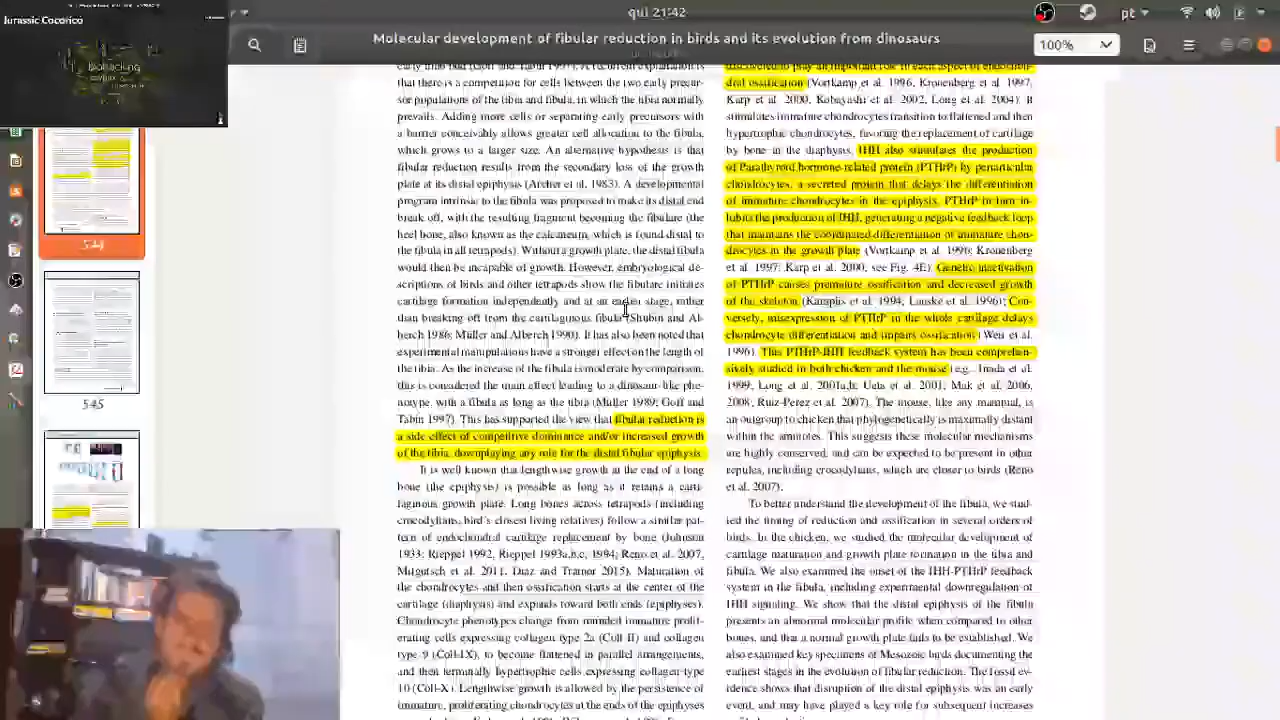 Jurassic Cocorico
qui 21:42
pt
Molecular development of fibular reduction in birds and its evolution from dinosaurs
100%
544
545
early limb bud (Goff and Tabin 1997). A recurrent explanation is
that there is a competition for cells between the two early precur-
sor populations of the tibia and fibula, in which the tibia normally
prevails. Adding more cells or separating early precursors with
a barrier conceivably allows greater cell allocation to the fibula,
which grows to a larger size. An alternative hypothesis is that
fibular reduction results from the secondary loss of the growth
plate at its distal epiphysis (Archer et al. 1983). A developmental
program intrinsic to the fibula was proposed to make its distal end
break off, with the resulting fragment becoming the fibulare (the
heel bone, also known as the calcaneum, which is found distal to
the fibula in all tetrapods). Without a growth plate, the distal fibula
would then be incapable of growth. However, embryological de-
scriptions of birds and other tetrapods show the fibulare initiates
cartilage formation independently and at an earlier stage, rather
than breaking off from the cartilaginous fibula (Shubin and Al-
berch 1986; Müller and Alberch 1990). It has also been noted that
experimental manipulations have a stronger effect on the length of
the tibia. As the increase of the fibula is moderate by comparison,
this is considered the main effect leading to a dinosaur-like phe-
notype, with a fibula as long as the tibia (Müller 1989; Goff and
Tabin 1997). This has supported the view that fibular reduction is
a side effect of competitive dominance and/or increased growth
of the tibia, downplaying any role for the distal fibular epiphysis.
It is well known that lengthwise growth at the end of a long
bone (the epiphysis) is possible as long as it retains a carti-
laginous growth plate. Long bones across tetrapods (including
crocodylians, bird's closest living relatives) follow a similar pat-
tern of endochondral cartilage replacement by bone (Johnson
1933; Rieppel 1992, Rieppel 1993a,b,c, 1994; Reno et al. 2007,
Mitgutsch et al. 2011, Diaz and Trainor 2015). Maturation of
the chondrocytes and then ossification starts at the center of the
cartilage (diaphysis) and expands toward both ends (epiphyses).
Chondrocyte phenotypes change from rounded immature prolif-
erating cells expressing collagen type 2a (Coll-II) and collagen
type 9 (Col-IX), to become flattened in parallel arrangements,
and then terminally hypertrophic cells expressing collagen type
10 (Col-X). Lengthwise growth is allowed by the persistence of
immature, proliferating chondrocytes at the ends of the epiphyses
discovered to play an important role in each aspect of endochon-
dral ossification (Vortkamp et al. 1996, Kronenberg et al. 1997,
Karp et al. 2000, Kobayashi et al. 2002, Long et al. 2004). It
stimulates immature chondrocytes transition to flattened and then
hypertrophic chondrocytes, favoring the replacement of cartilage
by bone in the diaphysis. IHH also stimulates the production
of Parathyroid hormone-related protein (PTHrP) by periarticular
chondrocytes, a secreted protein that delays the differentiation
of immature chondrocytes in the epiphysis. PTHrP in turn in-
hibits the production of IHH, generating a negative feedback loop
that maintains the coordinated differentiation of immature chon-
drocytes in the growth plate (Vortkamp et al. 1996; Kronenberg
et al. 1997; Karp et al. 2000, see Fig. 4E). Genetic inactivation
of PTHrP causes premature ossification and decreased growth
of the skeleton (Karaplis et al. 1994; Lanske et al. 1996); Con-
versely, misexpression of PTHrP in the whole cartilage delays
chondrocyte differentiation and impairs ossification (Weir et al.
1996). This PTHrP-IHH feedback system has been comprehen-
sively studied in both chicken and the mouse (e.g.,
1999, Long et al. 2001a,b, Ueta et al. 2001, Mak et al. 2006,
2008, Ruiz-Perez et al. 2007). The mouse, like any mammal, is
an outgroup to chicken that phylogenetically is maximally distant
within the amniotes. This suggests these molecular mechanisms
are highly conserved, and can be expected to be present in other
reptiles, including crocodylians, which are closer to birds (Reno
et al. 2007).
To better understand the development of the fibula, we stud-
ied the timing of reduction and ossification in several orders of
birds. In the chicken, we studied the molecular development of
cartilage maturation and growth plate formation in the tibia and
fibula. We also examined the onset of the IHH-PTHrP feedback
system in the fibula, including experimental downregulation of
IHH signaling. We show that the distal epiphysis of the fibula
presents an abnormal molecular profile when compared to other
bones, and that a normal growth plate fails to be established. We
also examined key specimens of Mesozoic birds documenting the
earliest stages in the evolution of fibular reduction. The fossil ev-
idence shows that disruption of the distal epiphysis was an early
event, and may have played a key role for subsequent increases